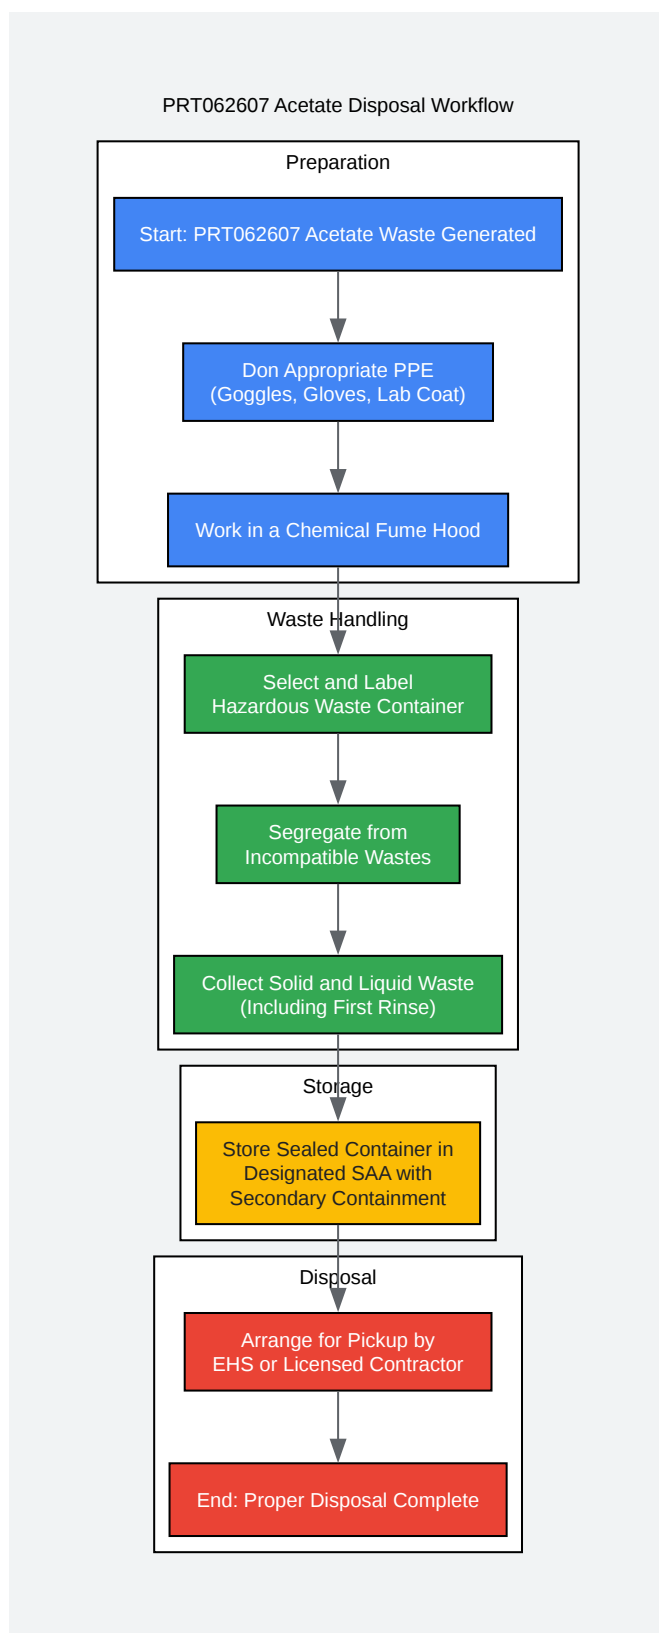 PRT062607 Acetate Disposal Workflow
Preparation
Start: PRT062607 Acetate Waste Generated
Don Appropriate PPE
(Goggles, Gloves, Lab Coat)
Work in a Chemical Fume Hood
Waste Handling
Select and Label
Hazardous Waste Container
Segregate from
Incompatible Wastes
Collect Solid and Liquid Waste
(Including First Rinse)
Storage
Store Sealed Container in
Designated SAA with
Secondary Containment
Disposal
Arrange for Pickup by
EHS or Licensed Contractor
End: Proper Disposal Complete